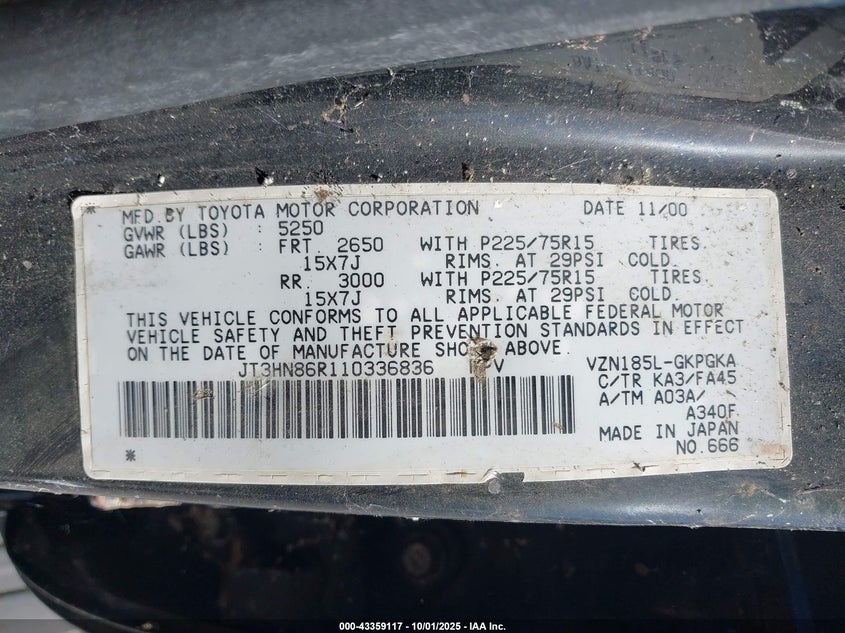 MFD.BY TOYOTA MOTOR CORPORATION DATE 11/00
GVWR (LBS) : 5250
GAWR (LBS) : FRT. 2650 WITH P225/75R15 TIRES.
15X7J RIMS. AT 29PSI COLD.
RR. 3000 WITH P225/75R15 TIRES.
15X7J RIMS. AT 29PSI COLD.
THIS VEHICLE CONFORMS TO ALL APPLICABLE FEDERAL MOTOR
VEHICLE SAFETY AND THEFT PREVENTION STANDARDS IN EFFECT
ON THE DATE OF MANUFACTURE ABOVE.
JT3HN86R110336836 VZN185L-GKPGKA
C/TR KA3/FA45
A/TM A03A/
A340F
MADE IN JAPAN
NO.666
000-43359117 - 10/01/2025 - IAA Inc.